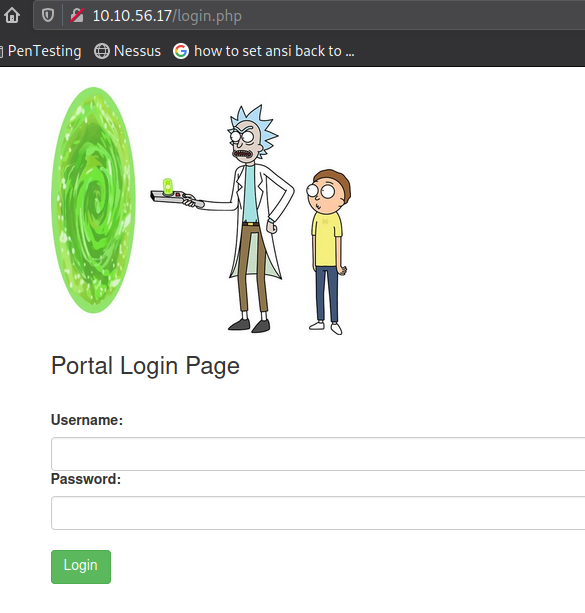 10.10.56.17/login.php
PenTesting Nessus how to set ansi back to ...
Portal Login Page
Username:
Password:
Login